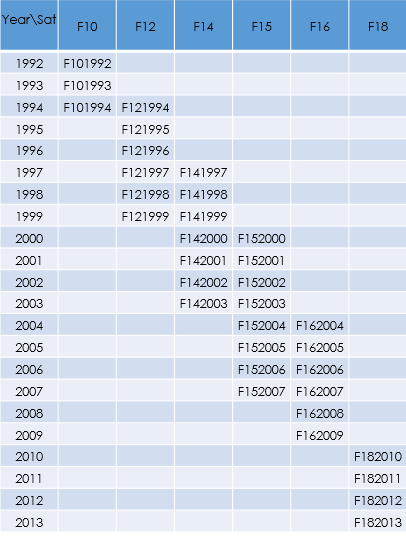 Year\Sat F10 F12 F14 F15 F16 F18
1992 F101992
1993 F101993
1994 F101994 F121994
1995 F121995
1996 F121996
1997 F121997 F141997
1998 F121998 F141998
1999 F121999 F141999
2000 F142000 F152000
2001 F142001 F152001
2002 F142002 F152002
2003 F142003 F152003
2004 F152004 F162004
2005 F152005 F162005
2006 F152006 F162006
2007 F152007 F162007
2008 F162008
2009 F162009
2010 F182010
2011 F182011
2012 F182012
2013 F182013